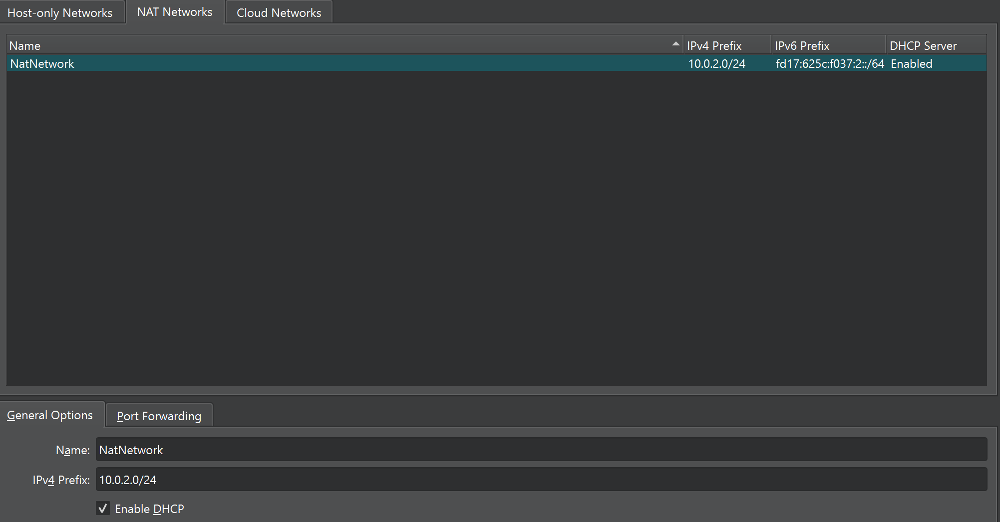 Host-only Networks NAT Networks Cloud Networks
Name IPv4 Prefix IPv6 Prefix DHCP Server
NatNetwork 10.0.2.0/24 fd17:625c:f037:2::/64 Enabled
General Options Port Forwarding
Name: NatNetwork
IPv4 Prefix: 10.0.2.0/24
Enable DHCP